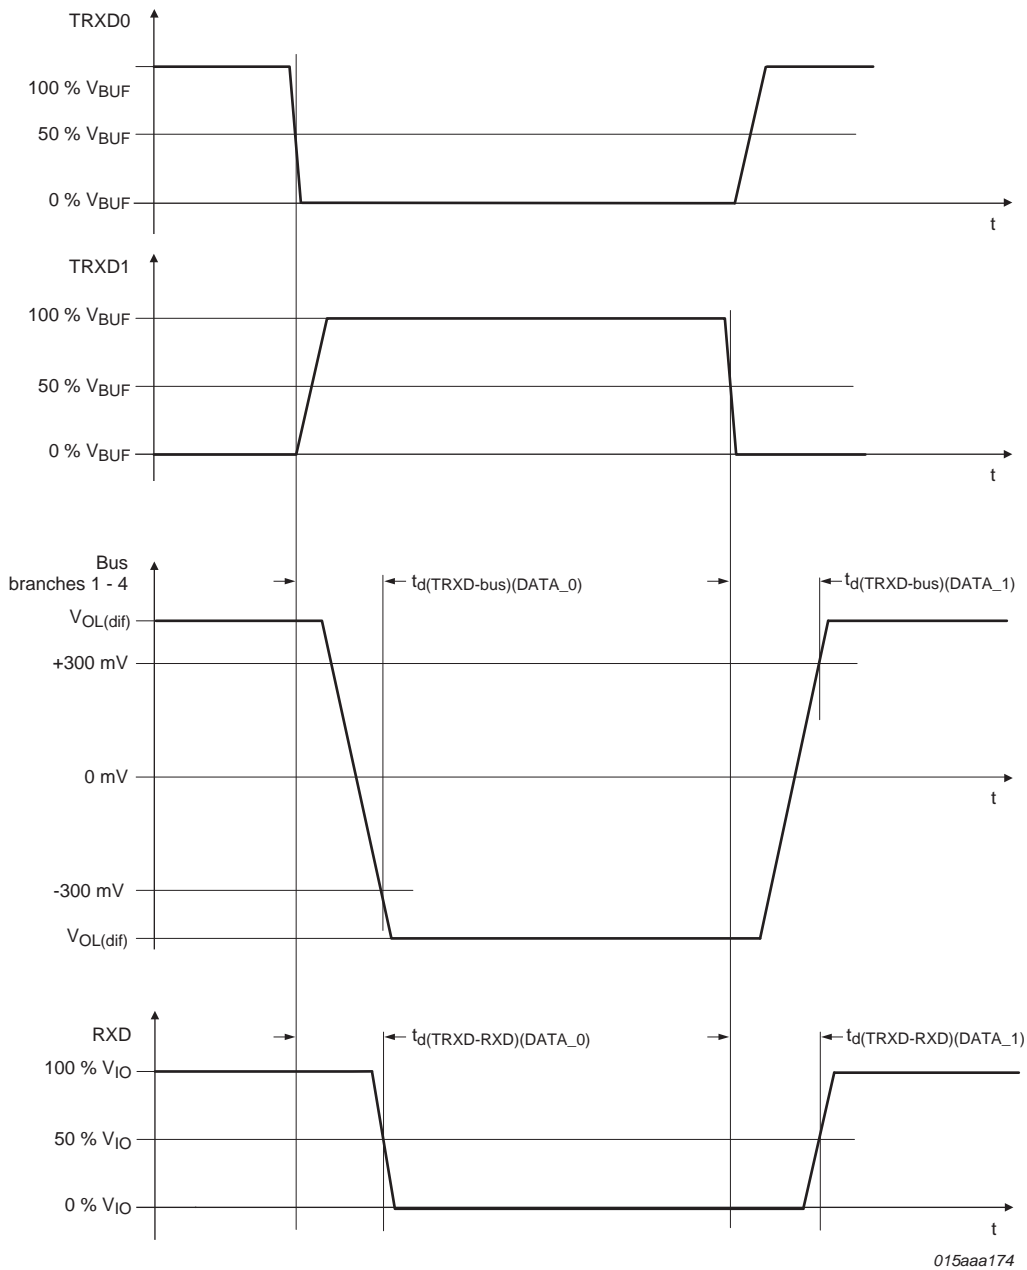 TRXD0
100 % VBUF
50 % VBUF
0 % VBUF
t
TRXD1
100 % VBUF
50 % VBUF
0 % VBUF
t
Bus
branches 1 - 4
td(TRXD-bus)(DATA_0)
td(TRXD-bus)(DATA_1)
VOL(dif)
+300 mV
0 mV
t
-300 mV
VOL(dif)
RXD
td(TRXD-RXD)(DATA_0)
td(TRXD-RXD)(DATA_1)
100 % VIO
50 % VIO
0 % VIO
t
015aaa174